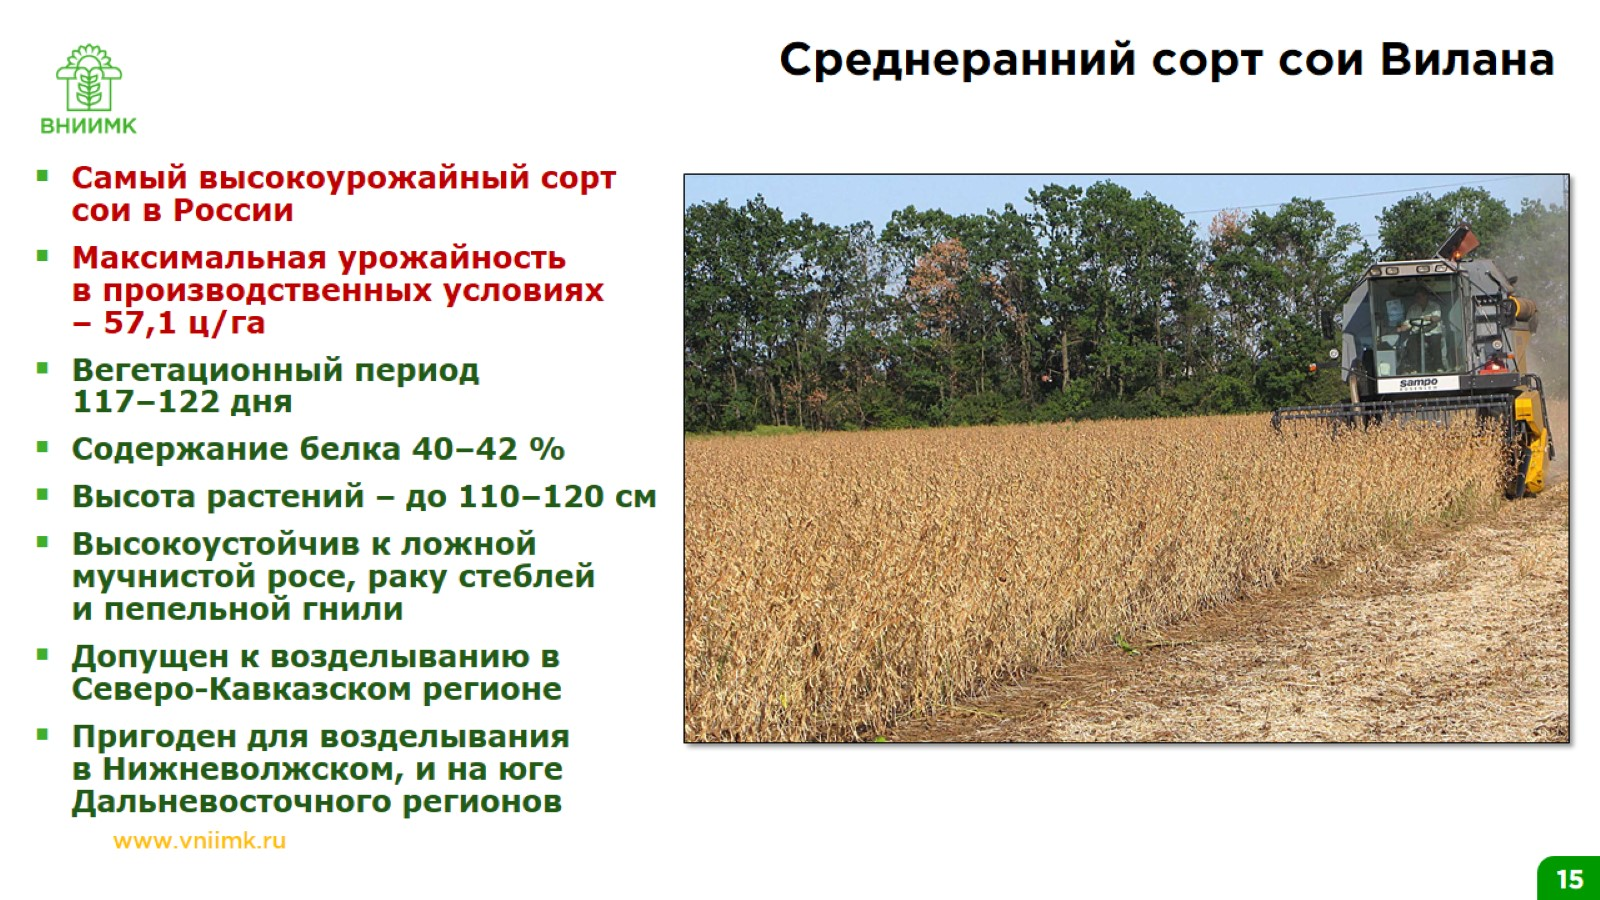 Среднеранний сорт сои Вилана
ВНИИМК
Самый высокоурожайный сорт
сои в России
Максимальная урожайность
в производственных условиях
– 57,1 ц/га
Вегетационный период
117–122 дня
Содержание белка 40–42 %
Высота растений – до 110–120 см
Высокоустойчив к ложной
мучнистой росе, раку стеблей
и пепельной гнили
Допущен к возделыванию в
Северо-Кавказском регионе
Пригоден для возделывания
в Нижневолжском, и на юге
Дальневосточного регионов
www.vniimk.ru
sampo
15